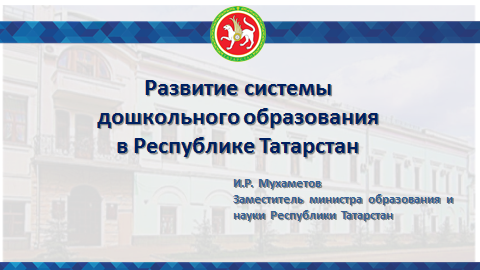 Развитие системы
дошкольного образования
в Республике Татарстан
И.Р. Мухаметов
Заместитель министра образования и
науки Республики Татарстан